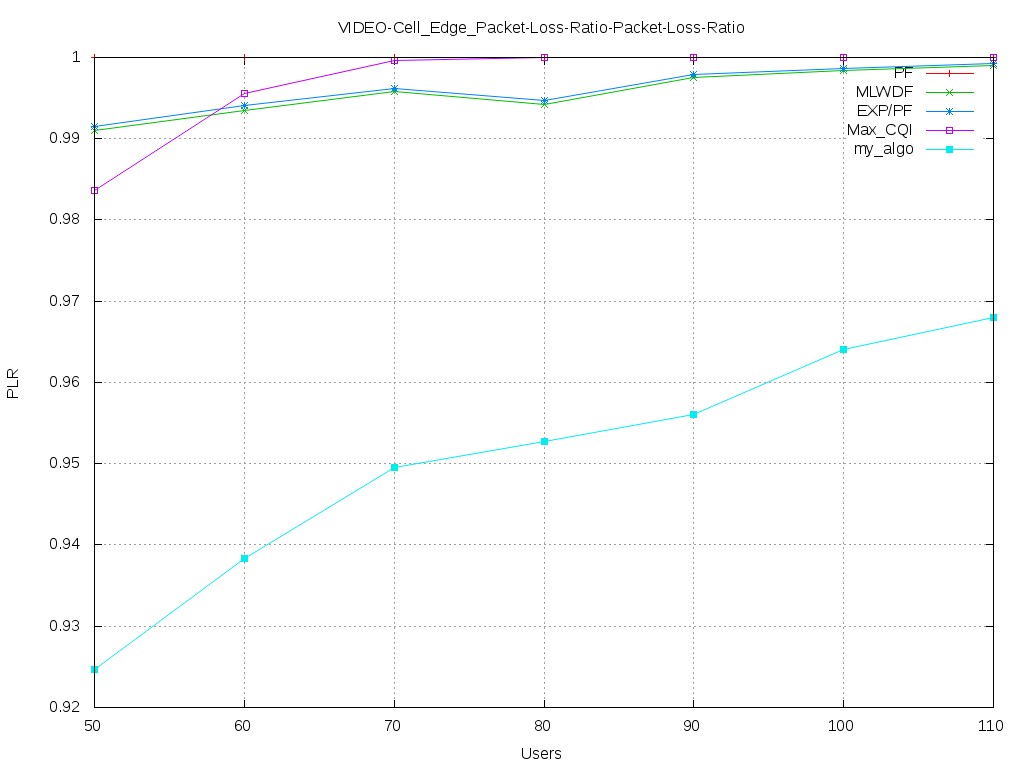 VIDEO-Cell_Edge_Packet-Loss-Ratio-Packet-Loss-Ratio
1
PF
MLWDF
EXP/PF
Max_CQI
my_algo
0.99
0.98
0.97
0.96
0.95
0.94
0.93
0.92
PLR
50 60 70 80 90 100 110
Users